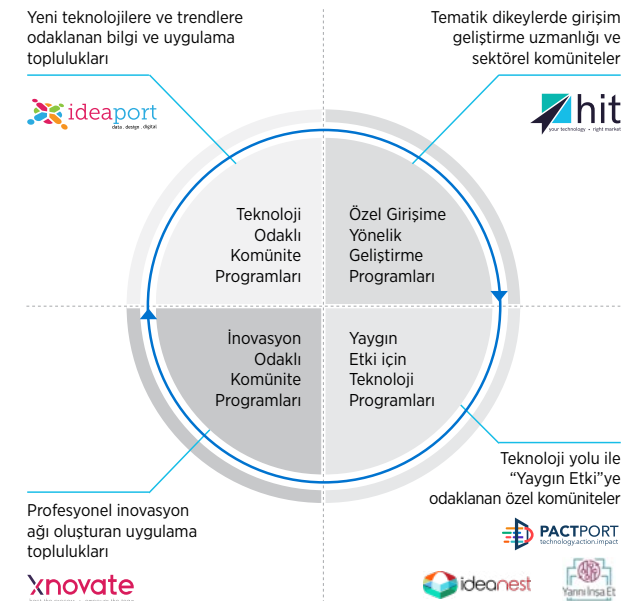 Yeni teknolojilere ve trendlere
odaklanan bilgi ve uygulama
toplulukları
ideaport
data . design . digital
Tematik dikeylerde girişim
geliştirme uzmanlığı ve
sektörel komüniteler
hit
your technology • right market
Teknoloji
Odaklı
Komünite
Programları
Özel Girişime
Yönelik
Geliştirme
Programları
İnovasyon
Odaklı
Komünite
Programları
Yaygın
Etki için
Teknoloji
Programları
Profesyonel inovasyon
ağı oluşturan uygulama
toplulukları
xnovate
Teknoloji yolu ile
“Yaygın Etki”ye
odaklanan özel komüniteler
PACTPORT
technology.action.impact
ideanest
Yarını İnşa Et